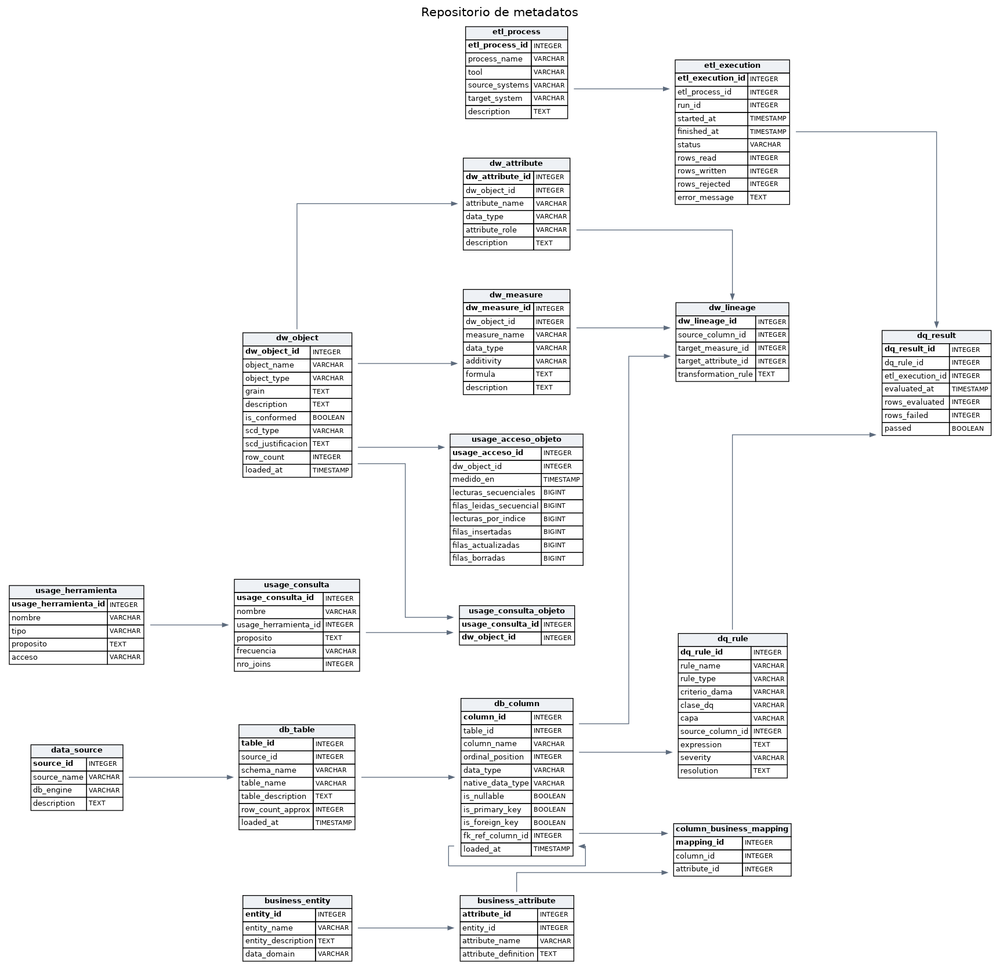 Repositorio de metadatos
etl_process
etl_process_id INTEGER
process_name VARCHAR
tool VARCHAR
source_systems VARCHAR
target_system VARCHAR
description TEXT
etl_execution
etl_execution_id INTEGER
etl_process_id INTEGER
run_id INTEGER
started_at TIMESTAMP
finished_at TIMESTAMP
status VARCHAR
rows_read INTEGER
rows_written INTEGER
rows_rejected INTEGER
error_message TEXT
dw_attribute
dw_attribute_id INTEGER
dw_object_id INTEGER
attribute_name VARCHAR
data_type VARCHAR
attribute_role VARCHAR
description TEXT
dw_measure
dw_measure_id INTEGER
dw_object_id INTEGER
measure_name VARCHAR
data_type VARCHAR
additivity VARCHAR
formula TEXT
description TEXT
dw_lineage
dw_lineage_id INTEGER
source_column_id INTEGER
target_measure_id INTEGER
target_attribute_id INTEGER
transformation_rule TEXT
dq_result
dq_result_id INTEGER
dq_rule_id INTEGER
etl_execution_id INTEGER
evaluated_at TIMESTAMP
rows_evaluated INTEGER
rows_failed INTEGER
passed BOOLEAN
dw_object
dw_object_id INTEGER
object_name VARCHAR
object_type VARCHAR
grain TEXT
description TEXT
is_conformed BOOLEAN
scd_type VARCHAR
scd_justificacion TEXT
row_count INTEGER
loaded_at TIMESTAMP
usage_acceso_objeto
usage_acceso_id INTEGER
dw_object_id INTEGER
medido_en TIMESTAMP
lecturas_secuenciales BIGINT
filas_leidas_secuencial BIGINT
lecturas_por_indice BIGINT
filas_insertadas BIGINT
filas_actualizadas BIGINT
filas_borradas BIGINT
usage_herramienta
usage_herramienta_id INTEGER
nombre VARCHAR
tipo VARCHAR
proposito TEXT
acceso VARCHAR
usage_consulta
usage_consulta_id INTEGER
nombre VARCHAR
usage_herramienta_id INTEGER
proposito TEXT
frecuencia VARCHAR
nro_joins INTEGER
usage_consulta_objeto
usage_consulta_id INTEGER
dw_object_id INTEGER
dq_rule
dq_rule_id INTEGER
rule_name VARCHAR
rule_type VARCHAR
criterio_dama VARCHAR
clase_dq VARCHAR
capa VARCHAR
source_column_id INTEGER
expression TEXT
severity VARCHAR
resolution TEXT
data_source
source_id INTEGER
source_name VARCHAR
db_engine VARCHAR
description TEXT
db_table
table_id INTEGER
source_id INTEGER
schema_name VARCHAR
table_name VARCHAR
table_description TEXT
row_count_approx INTEGER
loaded_at TIMESTAMP
db_column
column_id INTEGER
table_id INTEGER
column_name VARCHAR
ordinal_position INTEGER
data_type VARCHAR
native_data_type VARCHAR
is_nullable BOOLEAN
is_primary_key BOOLEAN
is_foreign_key BOOLEAN
fk_ref_column_id INTEGER
loaded_at TIMESTAMP
column_business_mapping
mapping_id INTEGER
column_id INTEGER
attribute_id INTEGER
business_entity
entity_id INTEGER
entity_name VARCHAR
entity_description TEXT
data_domain VARCHAR
business_attribute
attribute_id INTEGER
entity_id INTEGER
attribute_name VARCHAR
attribute_definition TEXT